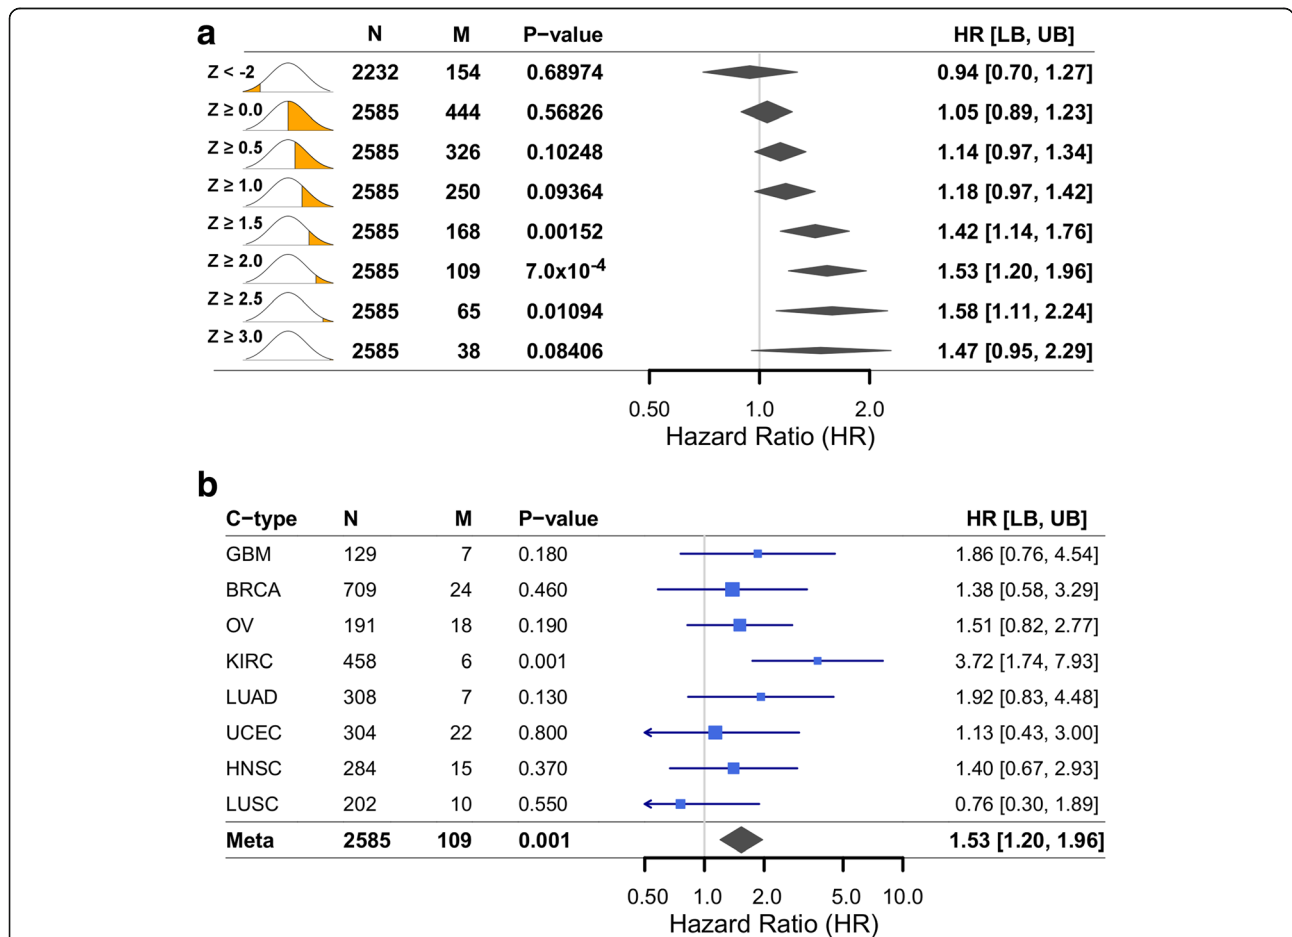 a
N M P−value HR [LB, UB]
Z < -2 2232 154 0.68974 0.94 [0.70, 1.27]
Z ≥ 0.0 2585 444 0.56826 1.05 [0.89, 1.23]
Z ≥ 0.5 2585 326 0.10248 1.14 [0.97, 1.34]
Z ≥ 1.0 2585 250 0.09364 1.18 [0.97, 1.42]
Z ≥ 1.5 2585 168 0.00152 1.42 [1.14, 1.76]
Z ≥ 2.0 2585 109 7.0x10⁻⁴ 1.53 [1.20, 1.96]
Z ≥ 2.5 2585 65 0.01094 1.58 [1.11, 2.24]
Z ≥ 3.0 2585 38 0.08406 1.47 [0.95, 2.29]
0.50 1.0 2.0
Hazard Ratio (HR)
b
C−type N M P−value HR [LB, UB]
GBM 129 7 0.180 1.86 [0.76, 4.54]
BRCA 709 24 0.460 1.38 [0.58, 3.29]
OV 191 18 0.190 1.51 [0.82, 2.77]
KIRC 458 6 0.001 3.72 [1.74, 7.93]
LUAD 308 7 0.130 1.92 [0.83, 4.48]
UCEC 304 22 0.800 1.13 [0.43, 3.00]
HNSC 284 15 0.370 1.40 [0.67, 2.93]
LUSC 202 10 0.550 0.76 [0.30, 1.89]
Meta 2585 109 0.001 1.53 [1.20, 1.96]
0.50 1.0 2.0 5.0 10.0
Hazard Ratio (HR)